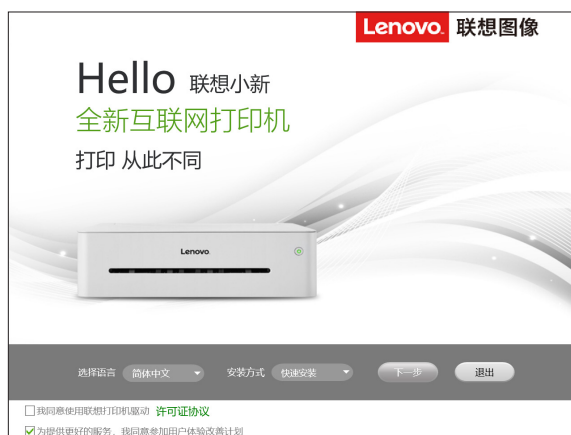 Lenovo. 联想图像
Hello 联想小新
全新互联网打印机
打印 从此不同
Lenovo
选择语言 简体中文 安装方式 快速安装 下一步 退出
我同意使用联想打印机驱动 许可证协议
为提供更好的服务，我同意参加用户体验改善计划